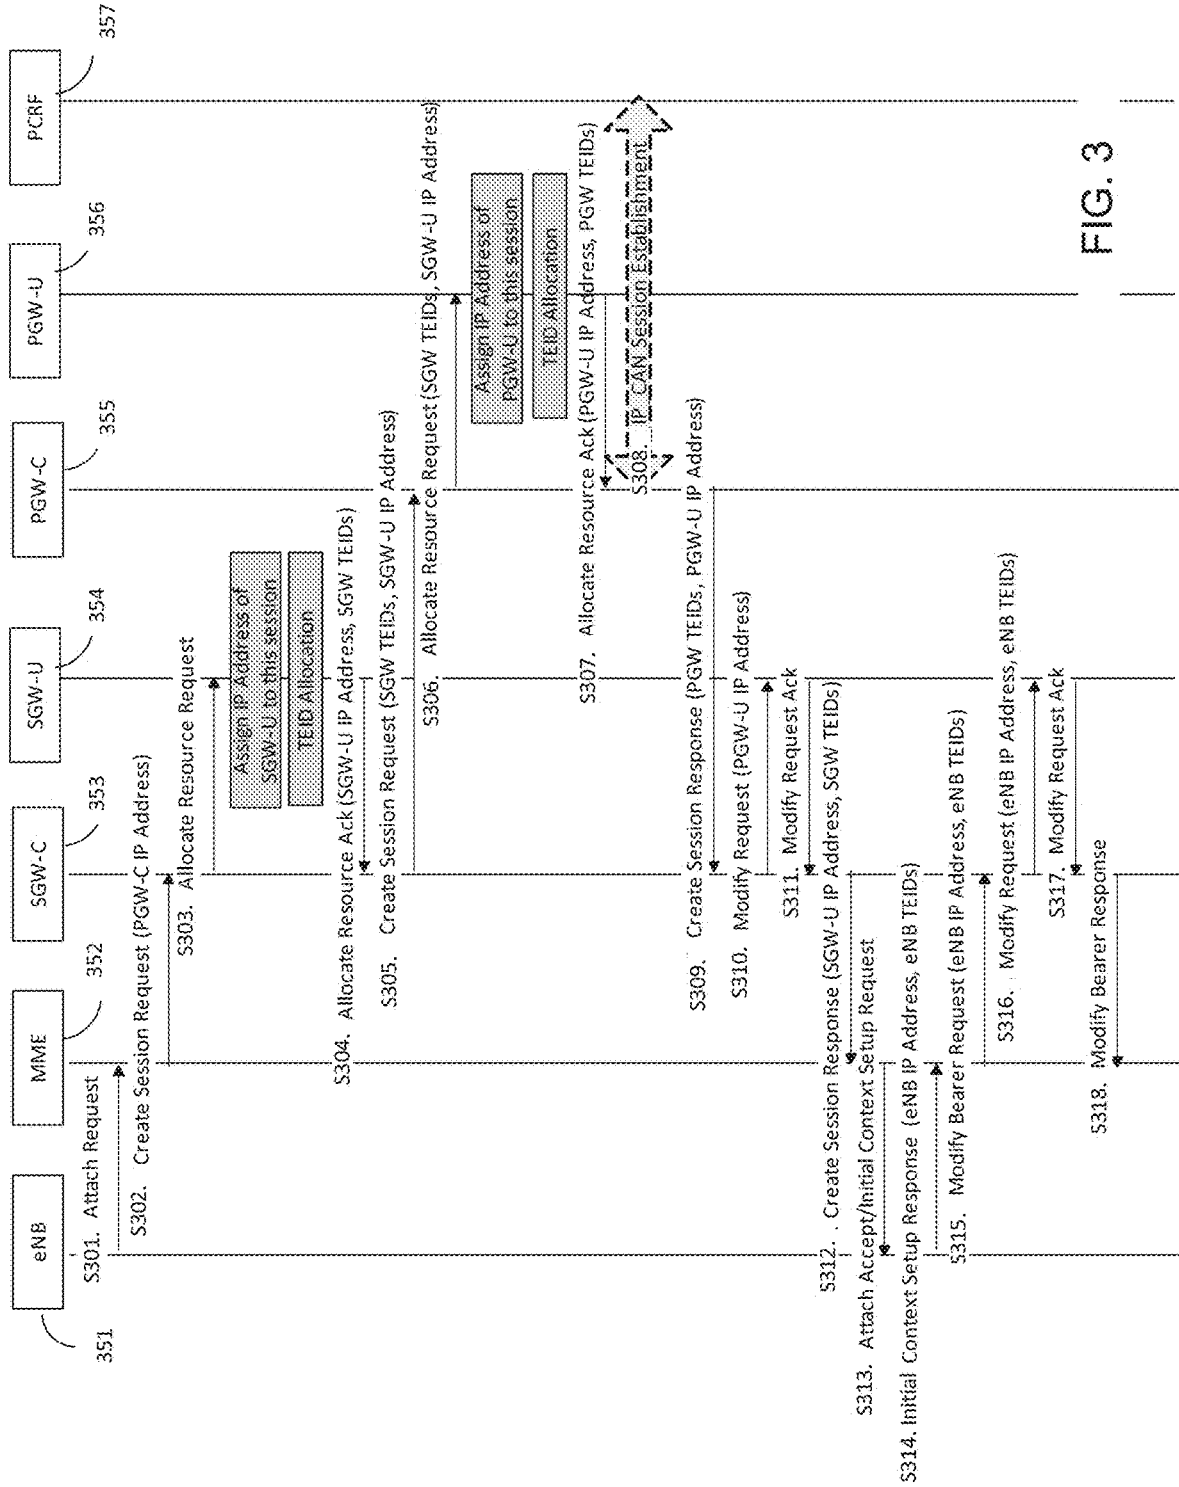 eNB
MME
SGW-C
SGW-U
PGW-C
PGW-U
PCRF
351
352
353
354
355
356
357
S301. Attach Request
S302. Create Session Request (PGW-C IP Address)
S303. Allocate Resource Request
Assign IP Address of
SGW-U to this session
TEID Allocation
S304. Allocate Resource Ack (SGW-U IP Address, SGW TEIDs)
S305. Create Session Request (SGW TEIDs, SGW-U IP Address)
S306. Allocate Resource Request (SGW TEIDs, SGW-U IP Address)
Assign IP Address of
PGW-U to this session
TEID Allocation
S307. Allocate Resource Ack (PGW-U IP Address, PGW TEIDs)
S308. IP CAN Session Establishment
S309. Create Session Response (PGW TEIDs, PGW-U IP Address)
S310. Modify Request (PGW-U IP Address)
S311. Modify Request Ack
S312. . Create Session Response (SGW-U IP Address, SGW TEIDs)
S313. Attach Accept/Initial Context Setup Request
S314. Initial Context Setup Response (eNB IP Address, eNB TEIDs)
S315. Modify Bearer Request (eNB IP Address, eNB TEIDs)
S316. . Modify Request (eNB IP Address, eNB TEIDs)
S317. Modify Request Ack
S318. Modify Bearer Response
FIG. 3